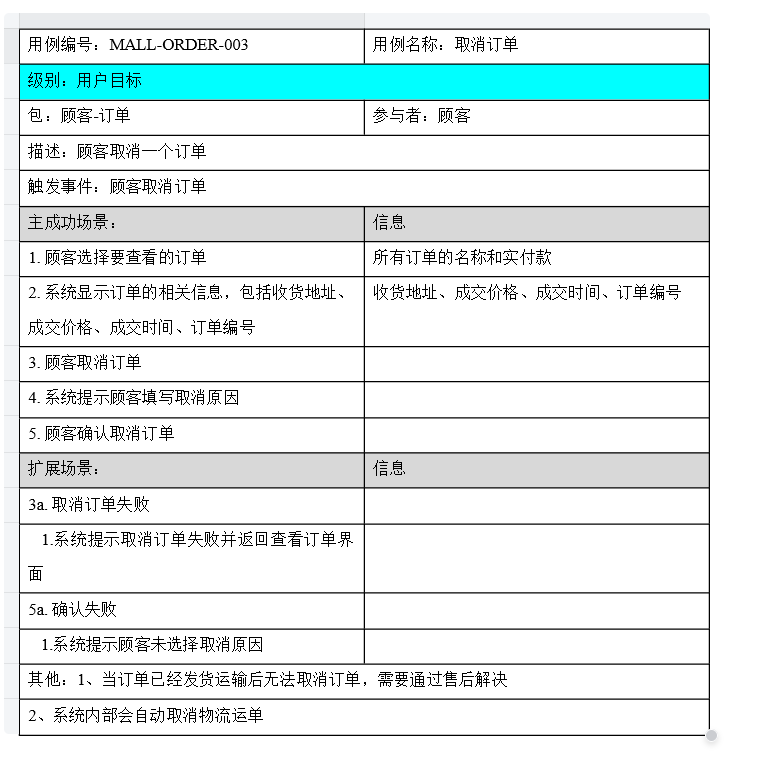 用例编号：MALL-ORDER-003 用例名称：取消订单
级别：用户目标
包：顾客-订单 参与者：顾客
描述：顾客取消一个订单
触发事件：顾客取消订单
主成功场景： 信息
1. 顾客选择要查看的订单 所有订单的名称和实付款
2. 系统显示订单的相关信息，包括收货地址、 收货地址、成交价格、成交时间、订单编号
成交价格、成交时间、订单编号
3. 顾客取消订单
4. 系统提示顾客填写取消原因
5. 顾客确认取消订单
扩展场景： 信息
3a. 取消订单失败
1.系统提示取消订单失败并返回查看订单界
面
5a. 确认失败
1.系统提示顾客未选择取消原因
其他：1、当订单已经发货运输后无法取消订单，需要通过售后解决
2、系统内部会自动取消物流运单